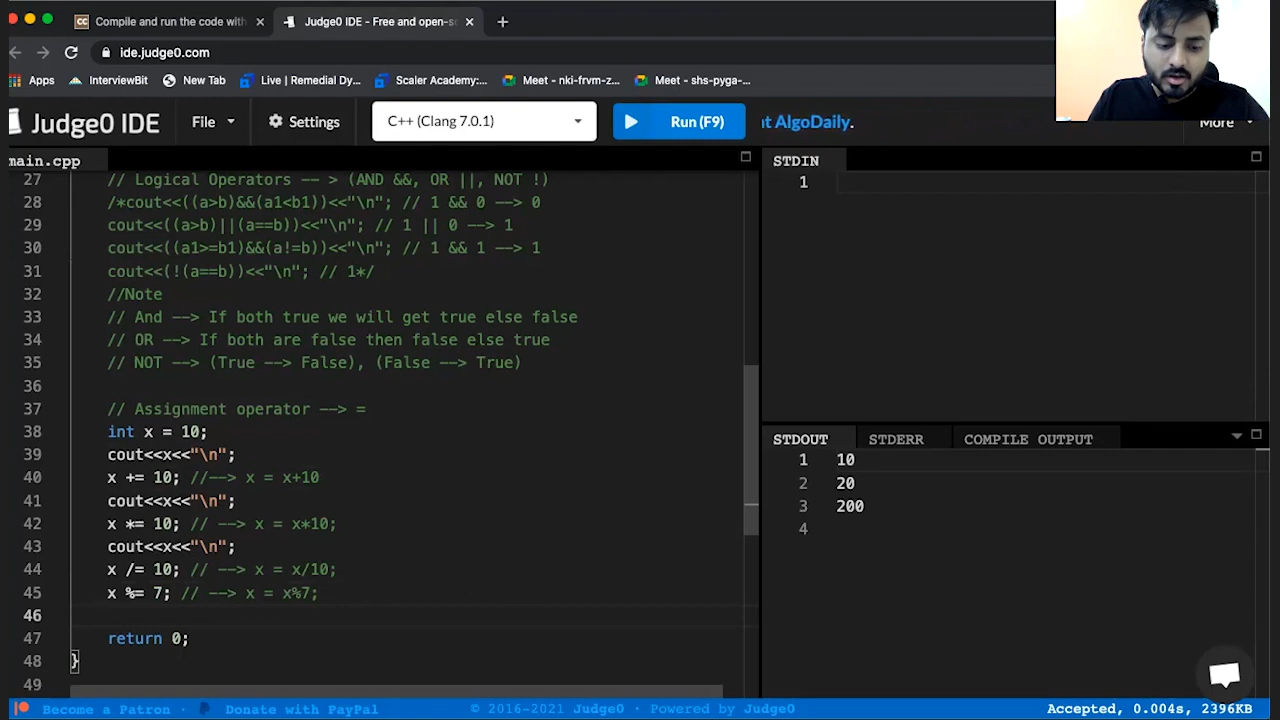 Compile and run the code with
Judge0 IDE - Free and open-so
ide.judge0.com
Apps
InterviewBit
New Tab
Live | Remedial Dy...
Scaler Academy:...
Meet - nki-frvm-z...
Meet - shs-pyga-...
Judge0 IDE
File
Settings
C++ (Clang 7.0.1)
Run (F9)
t AlgoDaily.
More
main.cpp
27 // Logical Operators -- > (AND &&, OR ||, NOT !)
28 /*cout<<((a>b)&&(a1<b1))<<"\n"; // 1 && 0 --> 0
29 cout<<((a>b)||(a==b))<<"\n"; // 1 || 0 --> 1
30 cout<<((a1>=b1)&&(a!=b))<<"\n"; // 1 && 1 --> 1
31 cout<<(!(a==b))<<"\n"; // 1*/
32 //Note
33 // And --> If both true we will get true else false
34 // OR --> If both are false then false else true
35 // NOT --> (True --> False), (False --> True)
36
37 // Assignment operator --> =
38 int x = 10;
39 cout<<x<<"\n";
40 x += 10; //--> x = x+10
41 cout<<x<<"\n";
42 x *= 10; // --> x = x*10;
43 cout<<x<<"\n";
44 x /= 10; // --> x = x/10;
45 x %= 7; // --> x = x%7;
46
47 return 0;
48 }
49
STDIN
1
STDOUT
STDERR
COMPILE OUTPUT
1 10
2 20
3 200
4
Become a Patron ·
Donate with PayPal
© 2016-2021 Judge0 · Powered by Judge0
Accepted, 0.004s, 2396KB